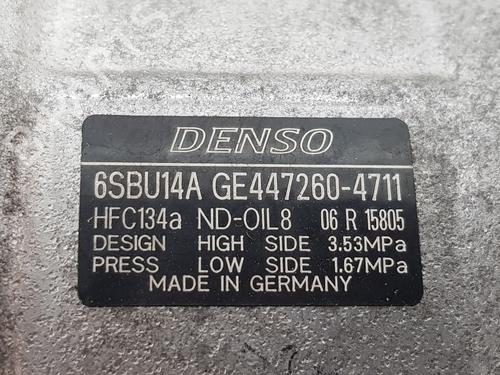 DENSO
6SBU14A GE447260-4711
HFC134a ND-OIL8 06 R 15805
DESIGN HIGH SIDE 3.53MPa
PRESS LOW SIDE 1.67MPa
MADE IN GERMANY